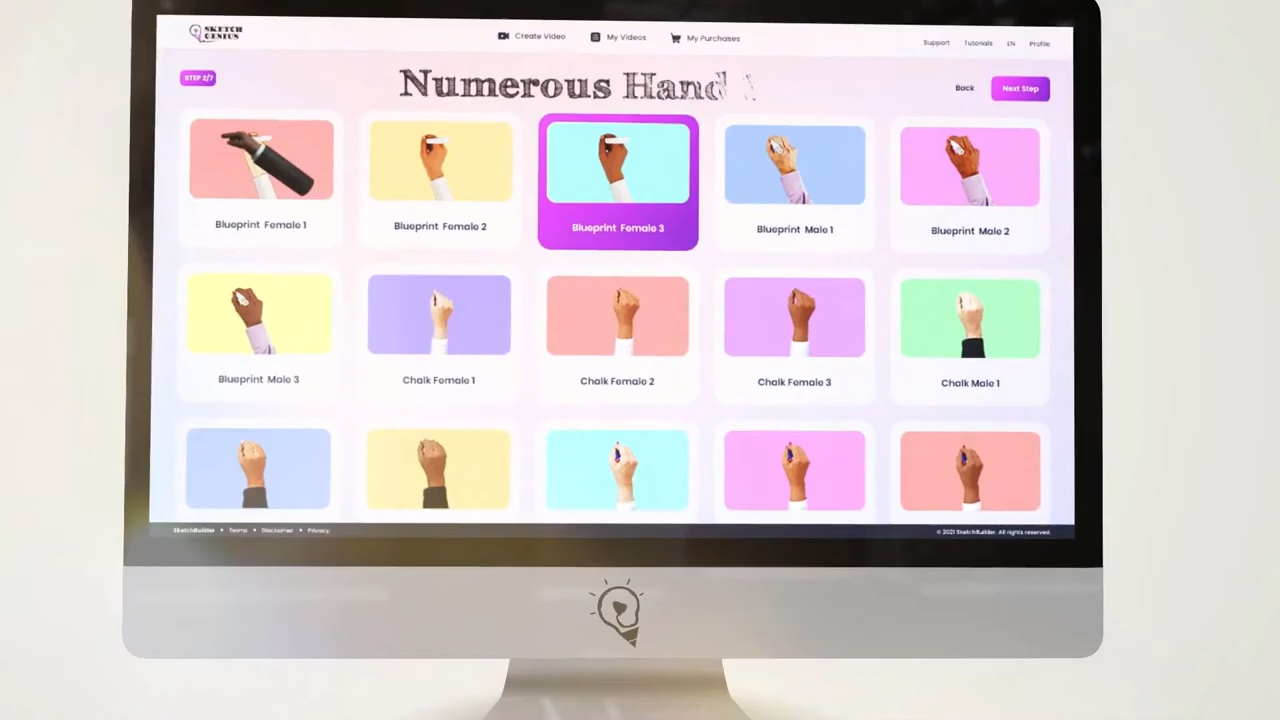 SKETCH
GENIUS
Create Video
My Videos
My Purchases
Support
Tutorials
EN
Profile
STEP 2/7
Numerous Hand
Back
Next Step
Blueprint Female 1
Blueprint Female 2
Blueprint Female 3
Blueprint Male 1
Blueprint Male 2
Blueprint Male 3
Chalk Female 1
Chalk Female 2
Chalk Female 3
Chalk Male 1
SketchBuilder • Terms • Disclaimer • Privacy
© 2021 SketchBuilder. All rights reserved.